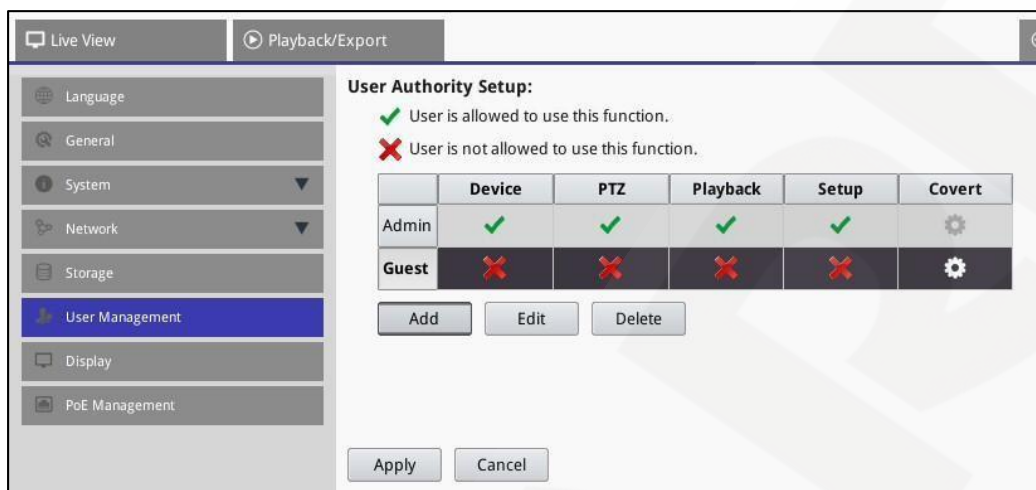 Live View
Playback/Export
Language
General
System
Network
Storage
User Management
Display
PoE Management
User Authority Setup:
User is allowed to use this function.
User is not allowed to use this function.
Device PTZ Playback Setup Covert
Admin
Guest
Add Edit Delete
Apply Cancel